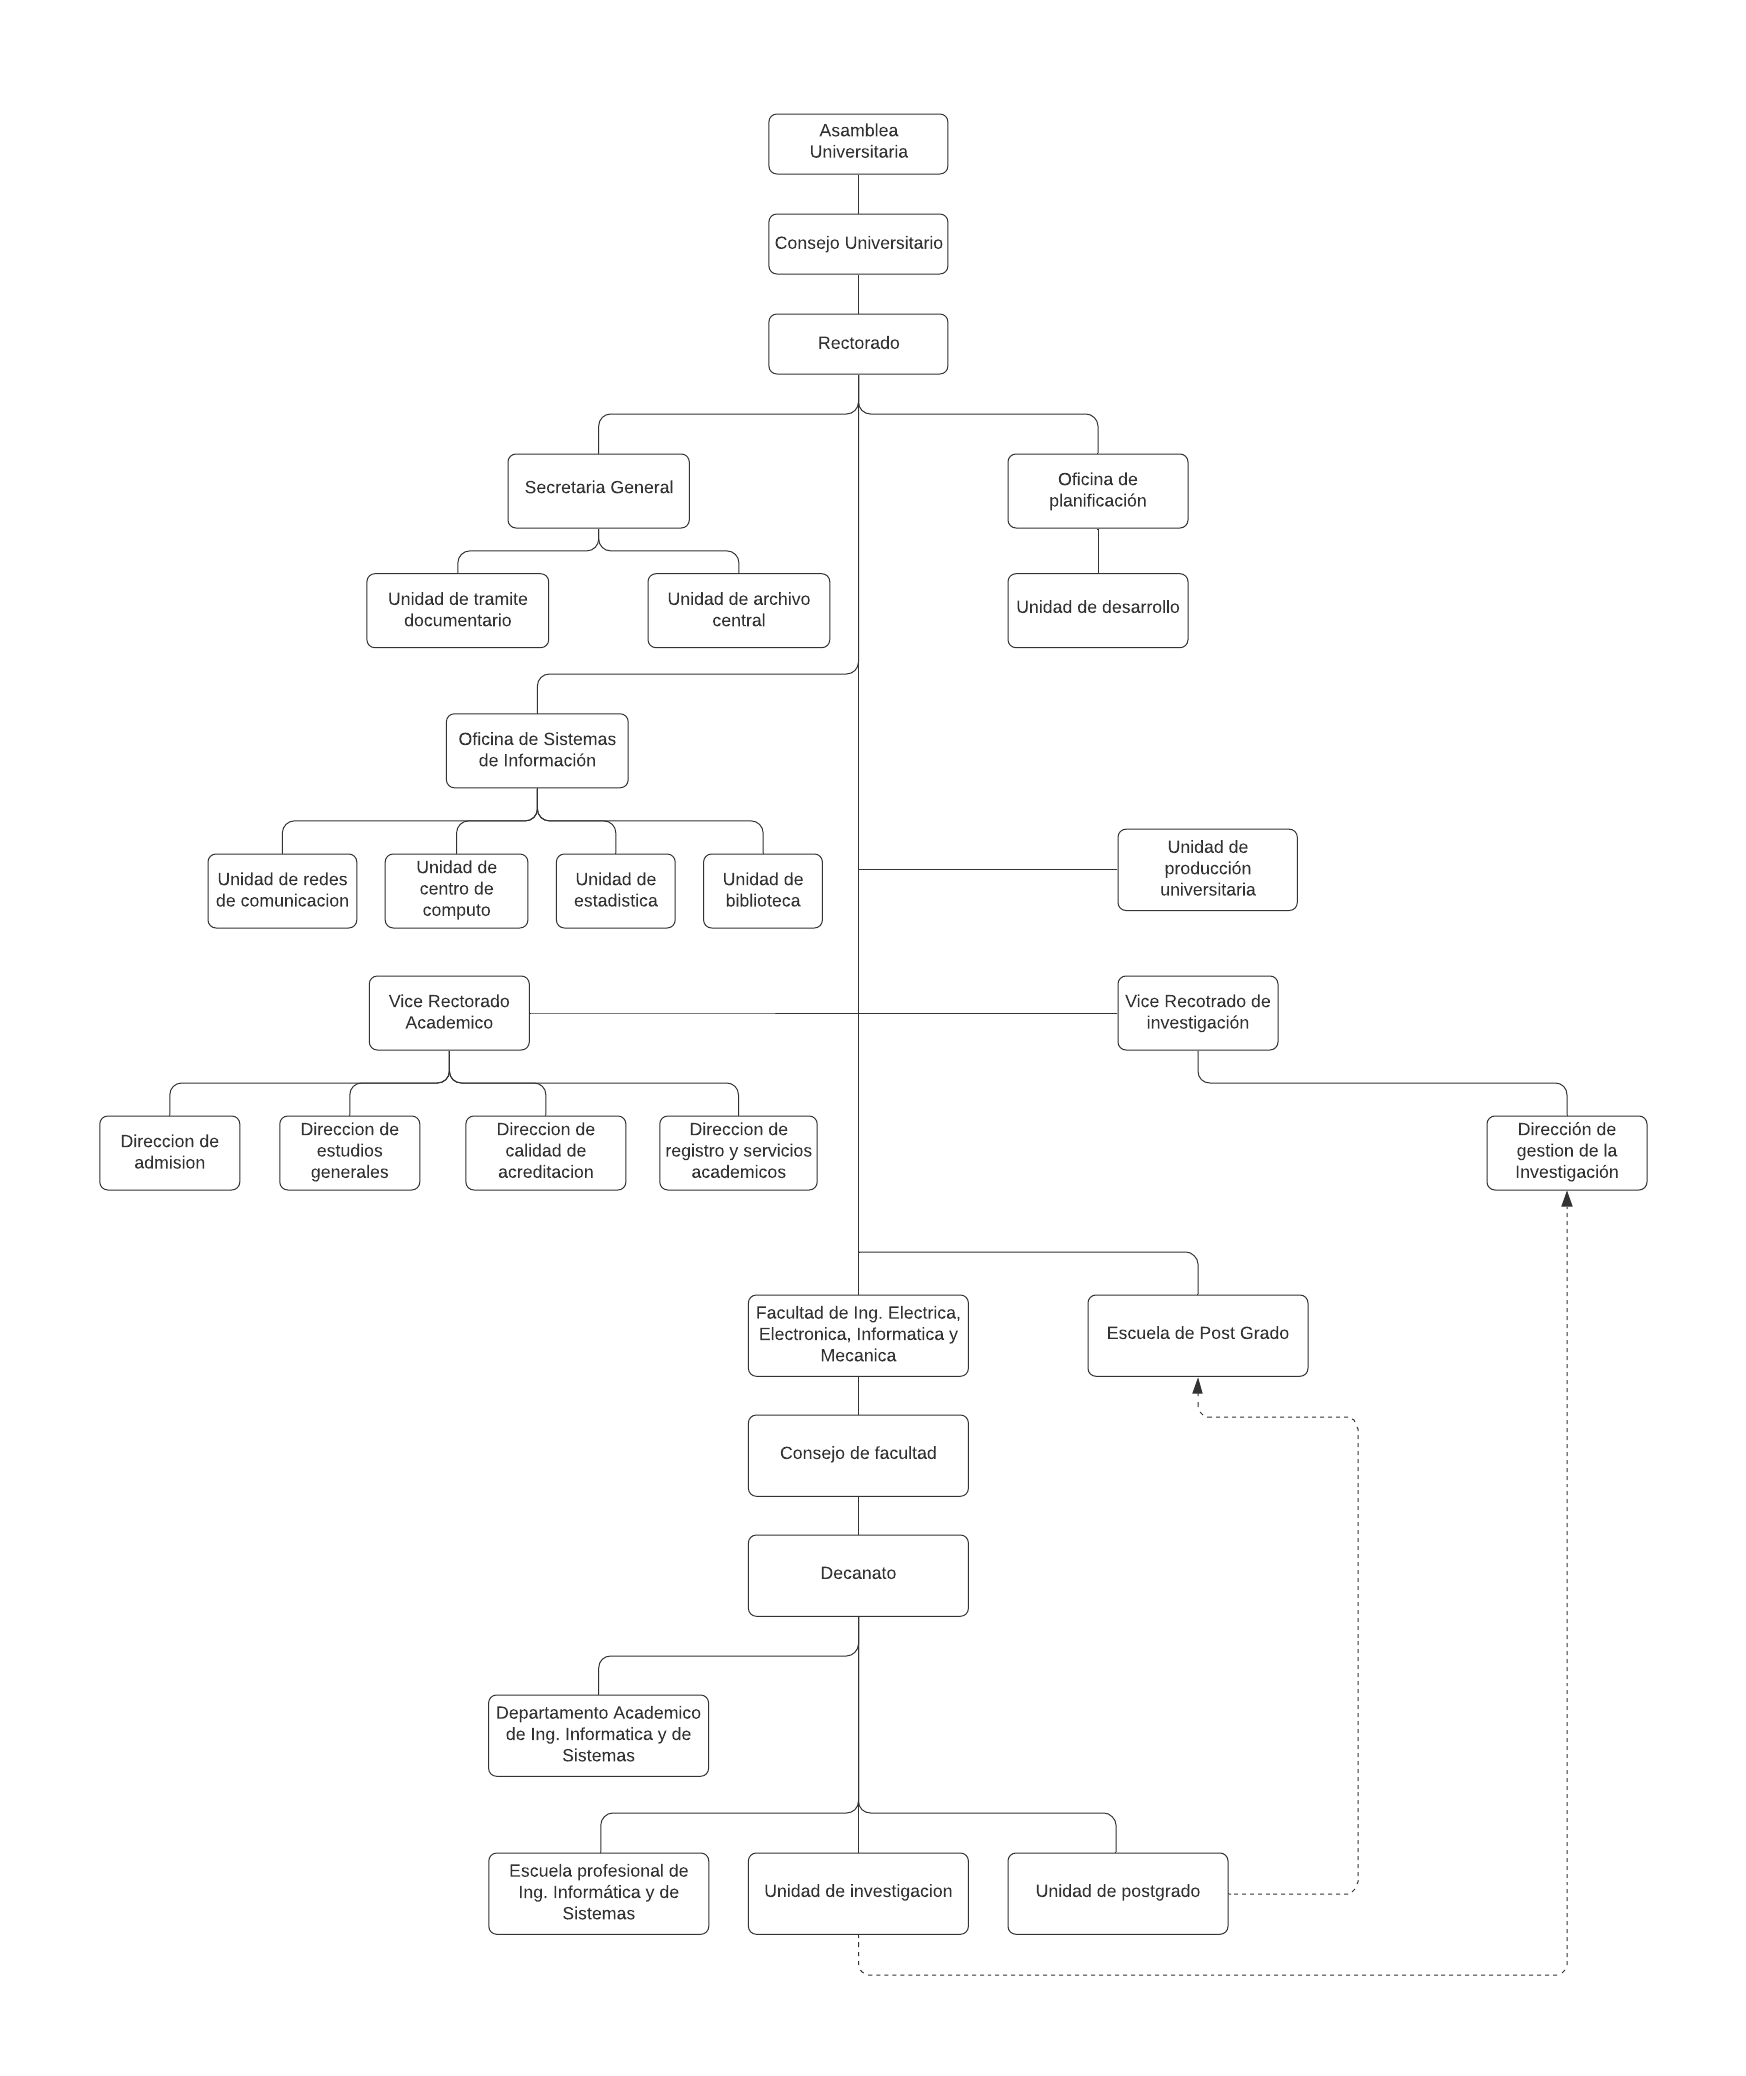 Asamblea
Universitaria
Consejo Universitario
Rectorado
Secretaria General
Oficina de
planificación
Unidad de tramite
documentario
Unidad de archivo
central
Unidad de desarrollo
Oficina de Sistemas
de Información
Unidad de redes
de comunicacion
Unidad de
centro de
computo
Unidad de
estadistica
Unidad de
biblioteca
Unidad de
producción
universitaria
Vice Rectorado
Academico
Vice Recotrado de
investigación
Direccion de
admision
Direccion de
estudios
generales
Direccion de
calidad de
acreditacion
Direccion de
registro y servicios
academicos
Dirección de
gestion de la
Investigación
Facultad de Ing. Electrica,
Electronica, Informatica y
Mecanica
Escuela de Post Grado
Consejo de facultad
Decanato
Departamento Academico
de Ing. Informatica y de
Sistemas
Escuela profesional de
Ing. Informática y de
Sistemas
Unidad de investigacion
Unidad de postgrado